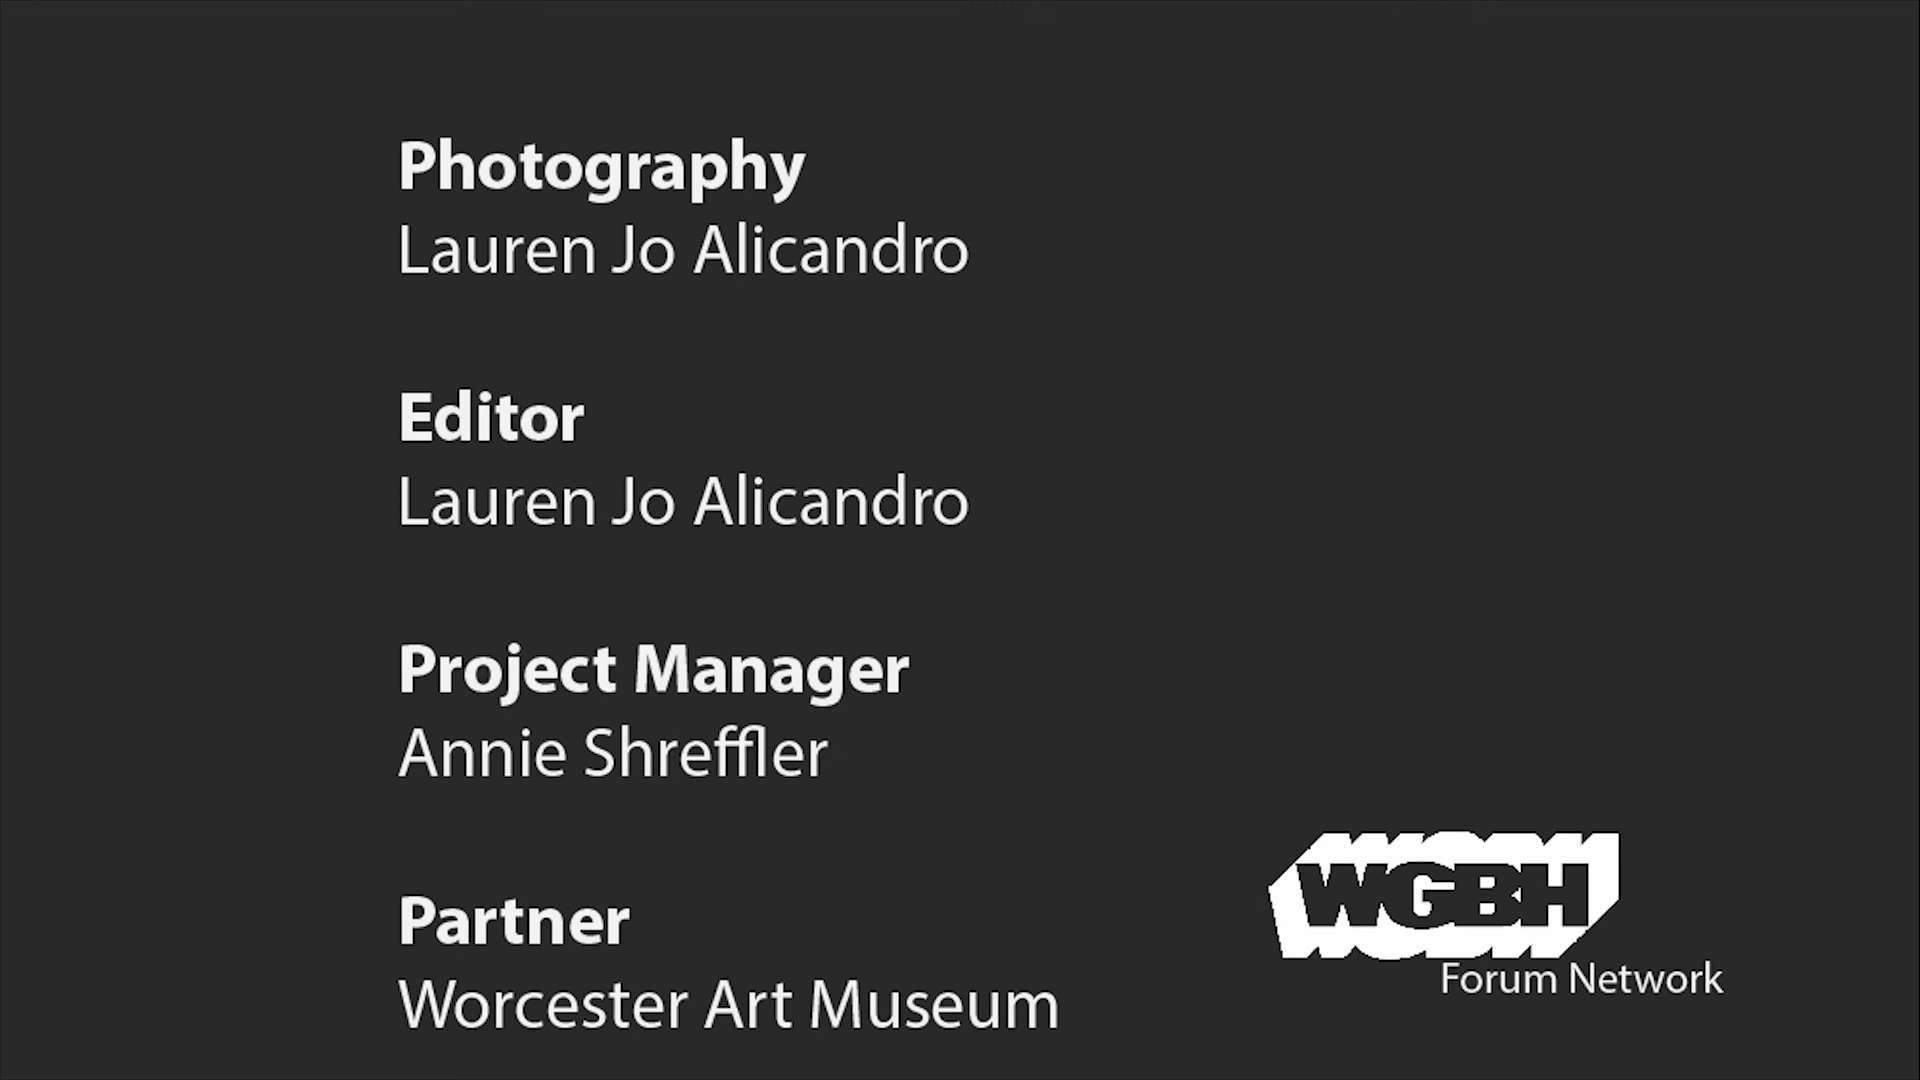 Photography
Lauren Jo Alicandro
Editor
Lauren Jo Alicandro
Project Manager
Annie Shreffler
Partner
Worcester Art Museum
WGBH
Forum Network